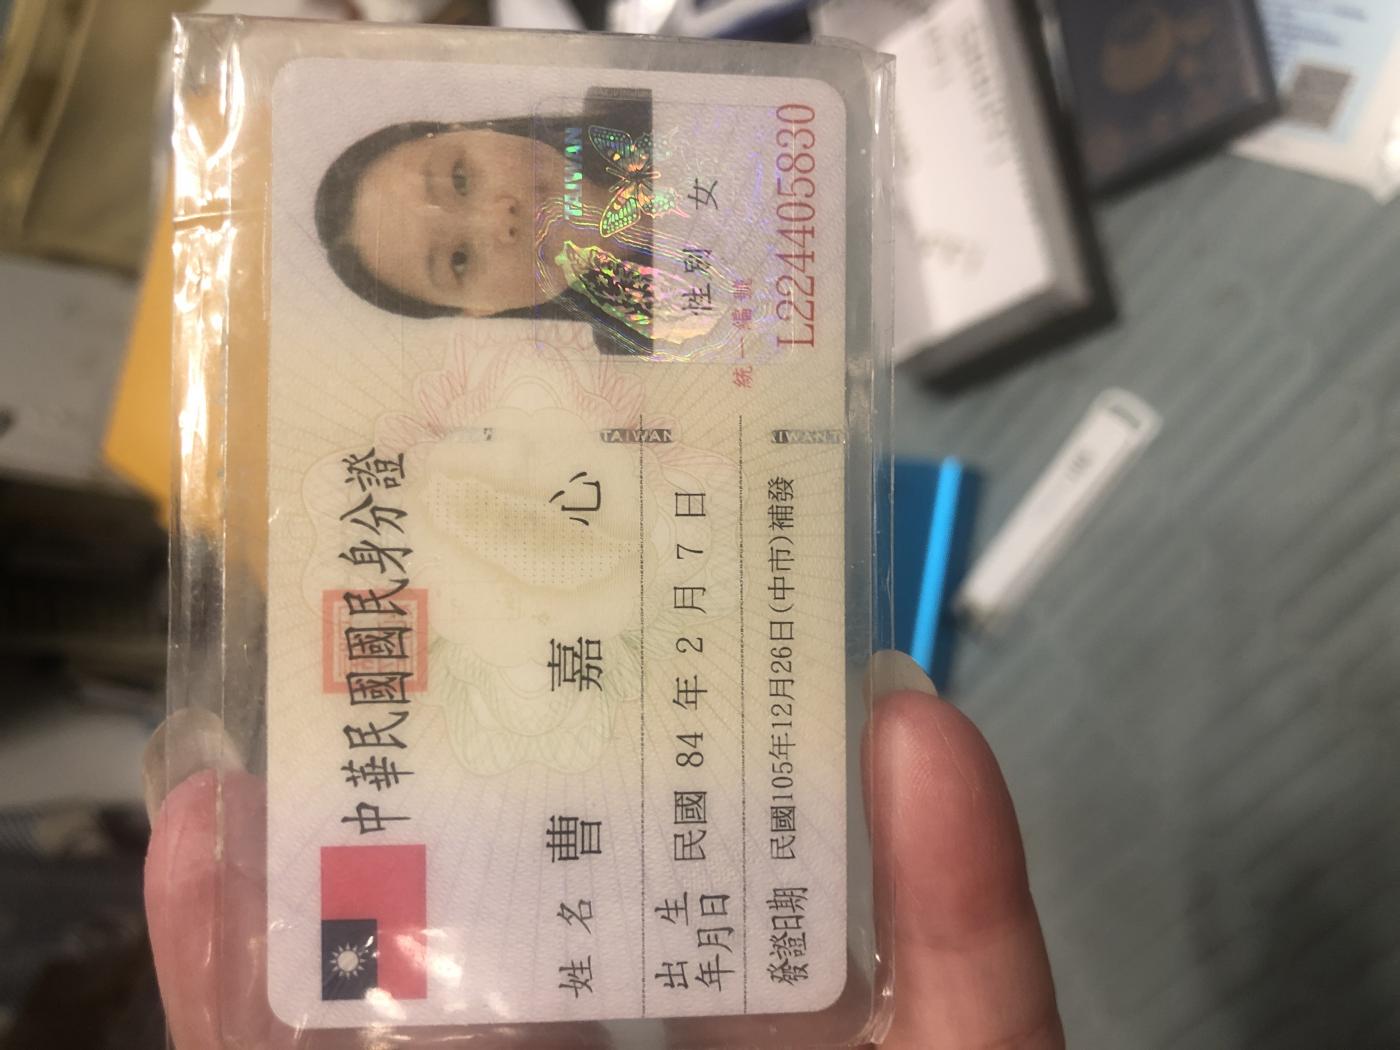 中華民國國民身分證
姓名 曹嘉心
出生年月日 民國 84 年 2 月 7 日
發證日期 民國105年12月26日(中市)補發
性別 女
統一編號
L224405830
TAIWAN
TAIWAN